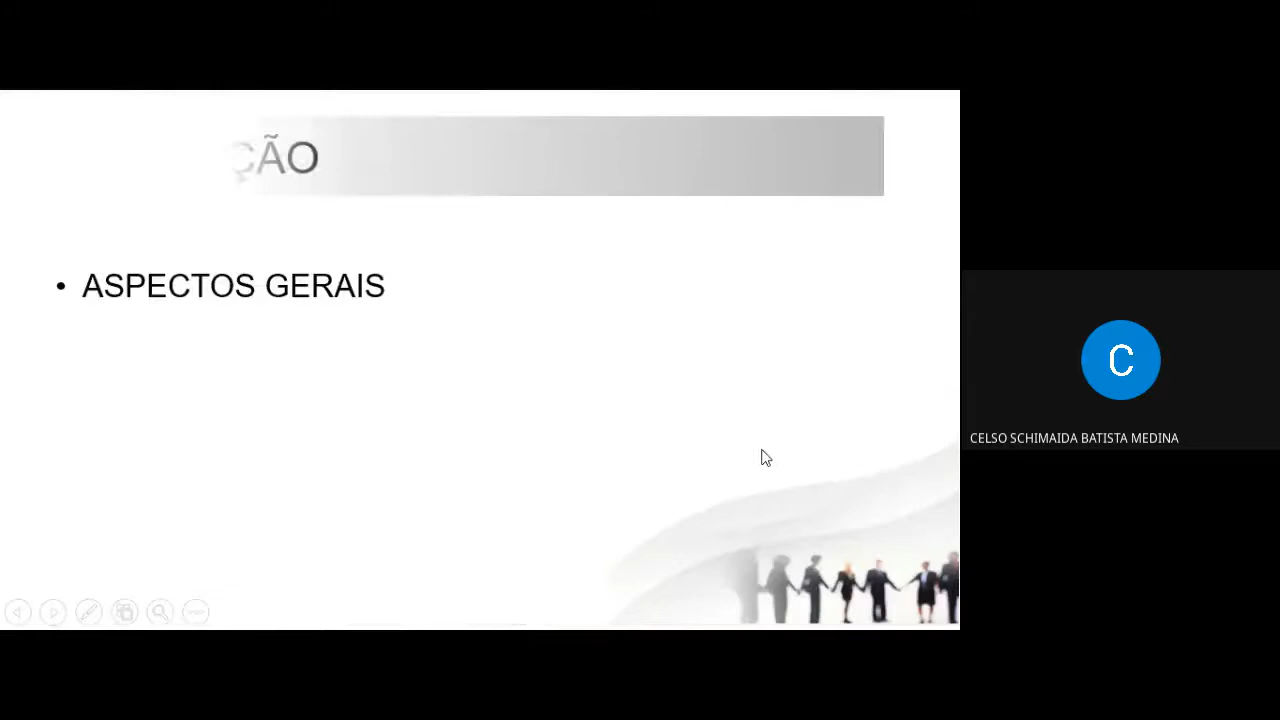 ÇÃO
• ASPECTOS GERAIS
C
CELSO SCHIMAIDA BATISTA MEDINA